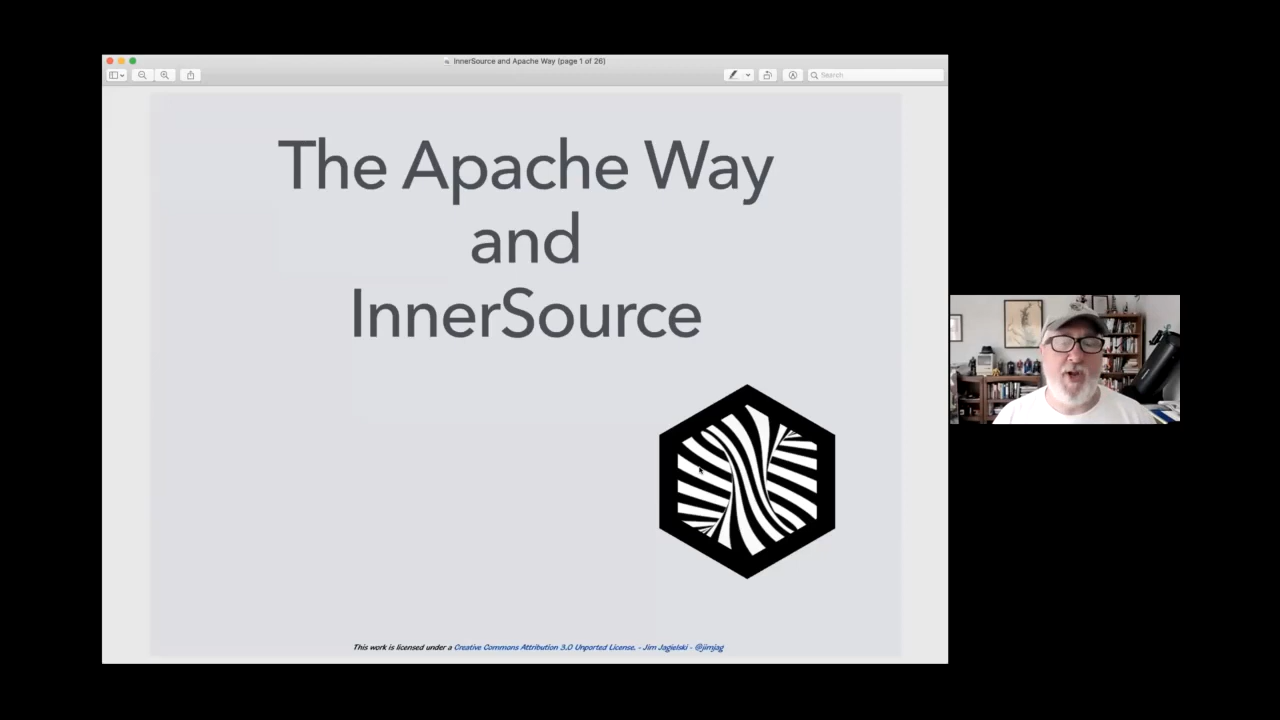 InnerSource and Apache Way (page 1 of 26)
Search
The Apache Way
and
InnerSource
This work is licensed under a Creative Commons Attribution 3.0 Unported License. - Jim Jagielski - @jimjag